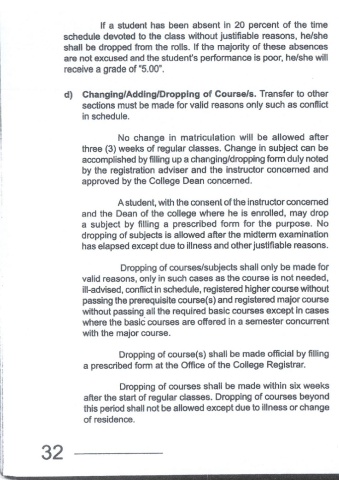 If a student has been absent in 20 percent of the time
schedule devoted to the class without justifiable reasons, he/she
shall be dropped from the rolls. If the majority of these absences
are not excused and the student's performance is poor, he/she will
receive a grade of "5.00".
d) Changing/Adding/Dropping of Course/s. Transfer to other
sections must be made for valid reasons only such as conflict
in schedule.
No change in matriculation will be allowed after
three (3) weeks of regular classes. Change in subject can be
accomplished by filling up a changing/dropping form duly noted
by the registration adviser and the instructor concerned and
approved by the College Dean concerned.
A student, with the consent of the instructor concerned
and the Dean of the college where he is enrolled, may drop
a subject by filling a prescribed form for the purpose. No
dropping of subjects is allowed after the midterm examination
has elapsed except due to illness and other justifiable reasons.
Dropping of courses/subjects shall only be made for
valid reasons, only in such cases as the course is not needed,
ill-advised, conflict in schedule, registered higher course without
passing the prerequisite course(s) and registered major course
without passing all the required basic courses except in cases
where the basic courses are offered in a semester concurrent
with the major course.
Dropping of course(s) shall be made official by filling
a prescribed form at the Office of the College Registrar.
Dropping of courses shall be made within six weeks
after the start of regular classes. Dropping of courses beyond
this period shall not be allowed except due to illness or change
of residence.
32